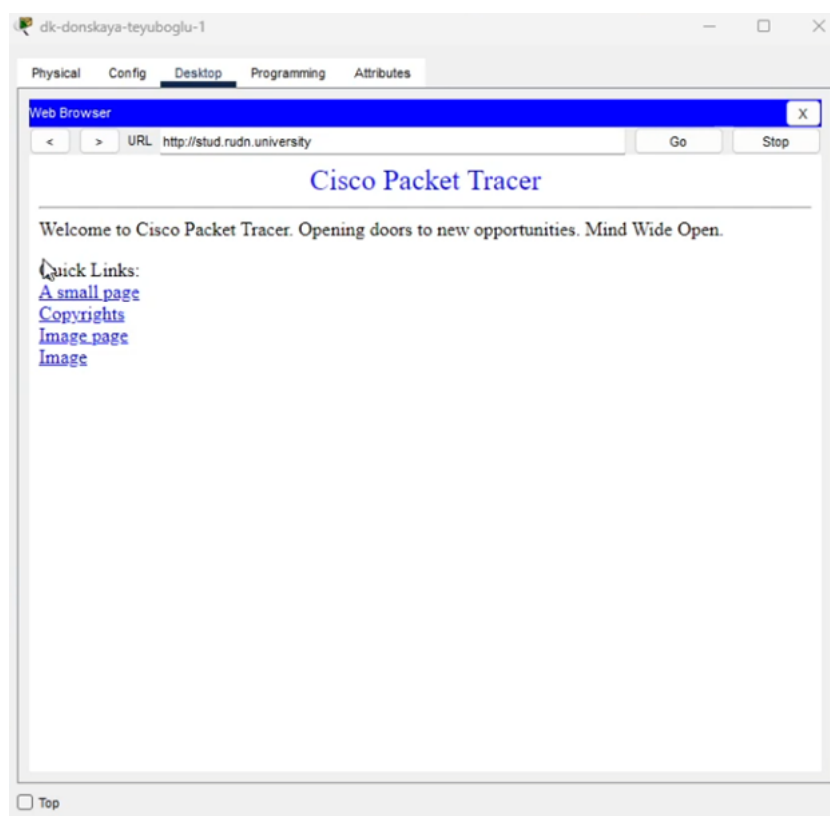 dk-donskaya-teyuboglu-1
Physical Config Desktop Programming Attributes
Web Browser X
< > URL http://stud.rudn.university Go Stop
Cisco Packet Tracer
Welcome to Cisco Packet Tracer. Opening doors to new opportunities. Mind Wide Open.
Quick Links:
A small page
Copyrights
Image page
Image
Top